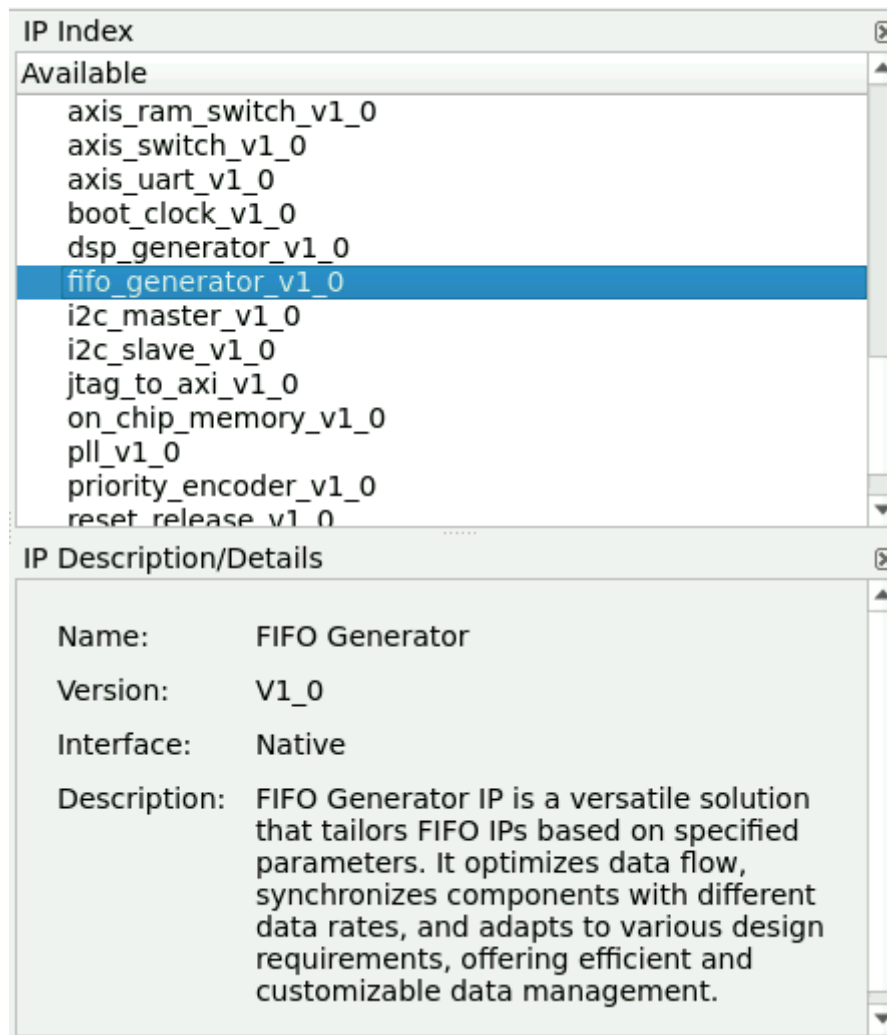 IP Index
Available
axis_ram_switch_v1_0
axis_switch_v1_0
axis_uart_v1_0
boot_clock_v1_0
dsp_generator_v1_0
fifo_generator_v1_0
i2c_master_v1_0
i2c_slave_v1_0
jtag_to_axi_v1_0
on_chip_memory_v1_0
pll_v1_0
priority_encoder_v1_0
reset_release_v1_0
IP Description/Details
Name: FIFO Generator
Version: V1_0
Interface: Native
Description: FIFO Generator IP is a versatile solution
that tailors FIFO IPs based on specified
parameters. It optimizes data flow,
synchronizes components with different
data rates, and adapts to various design
requirements, offering efficient and
customizable data management.